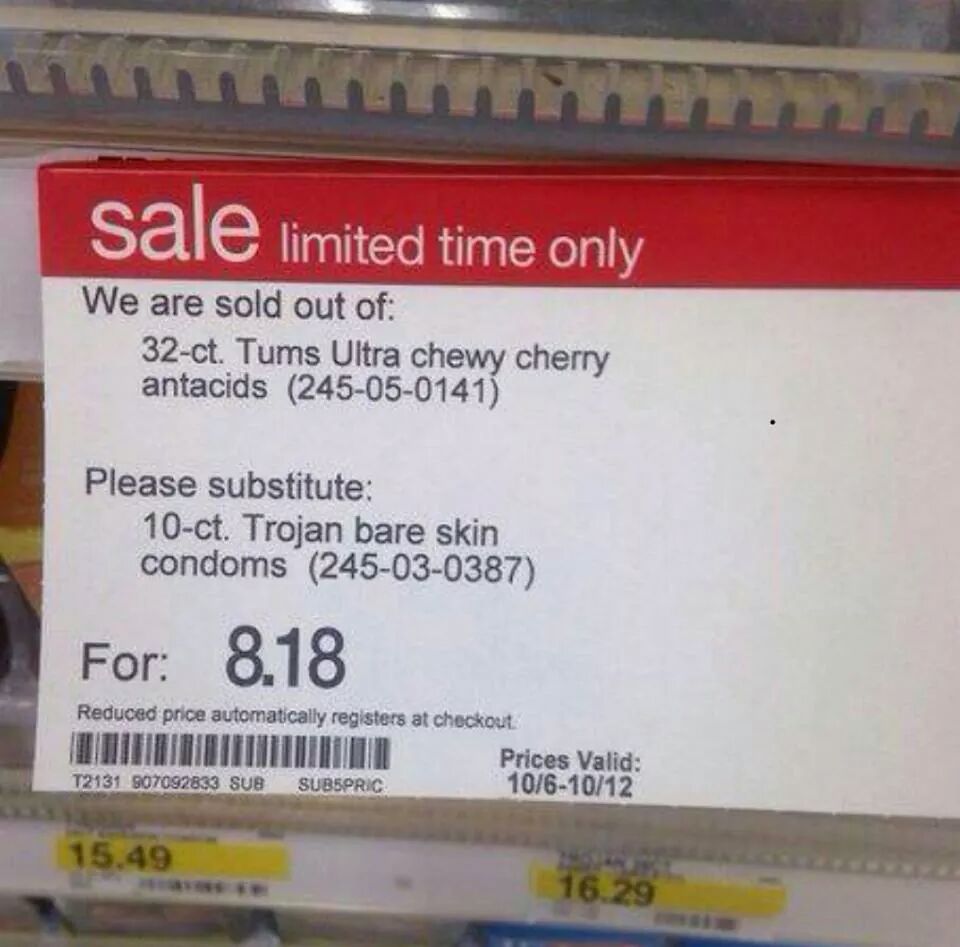 sale limited time only
We are sold out of:
32-ct. Tums Ultra chewy cherry
antacids (245-05-0141)
Please substitute:
10-ct. Trojan bare skin
condoms (245-03-0387)
For: 8.18
Reduced price automatically registers at checkout.
T2131 907092833 SUB SUB5PRIC
Prices Valid:
10/6-10/12
15.49
16.29